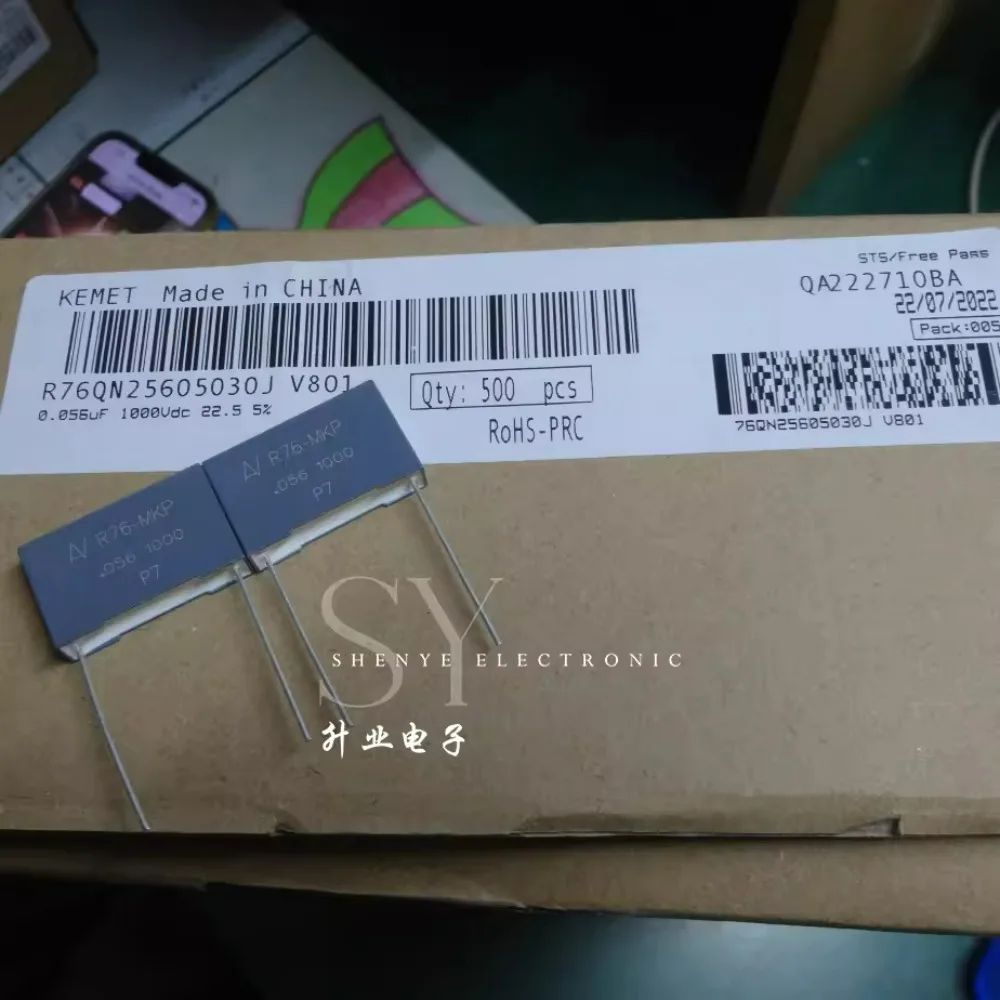 KEMET Made in CHINA
STS/Free Pass
QA222710BA
22/07/2022
Pack:005
R76QN25605030J V801
0.056uF 1000Vdc 22.5 5%
Qty: 500 pcs
RoHS-PRC
76QN25605030J V801
R76-MKP
.056 1000
P7
R76-MKP
.056 1000
P7
SY
SHENYE ELECTRONIC
升业电子